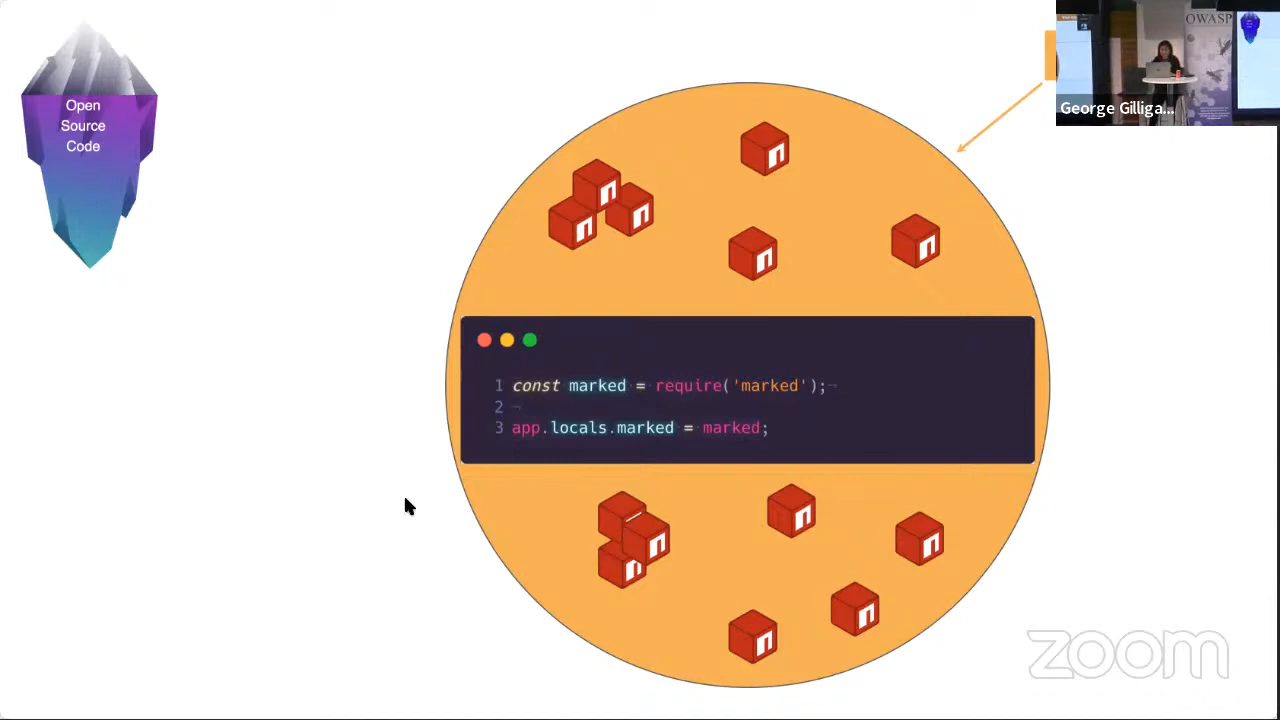 Open
Source
Code
OWASP
George Gilliga...
1 const marked = require('marked');¬
2 ¬
3 app.locals.marked = marked;
zoom